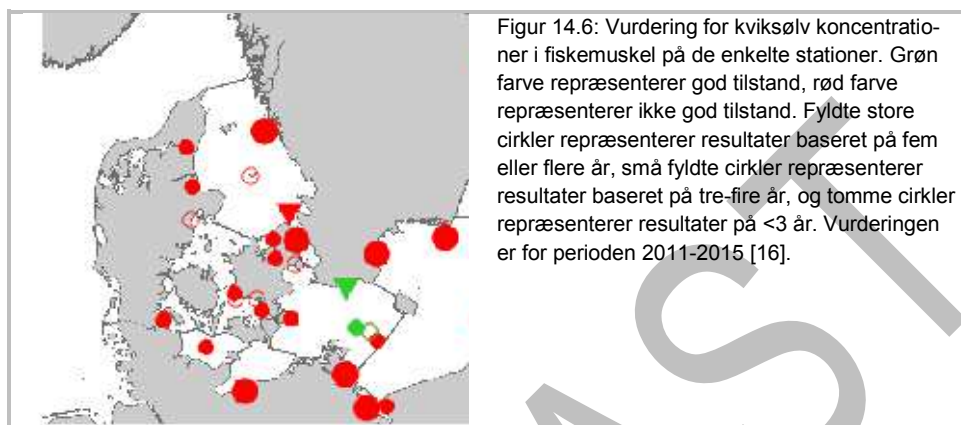 Figur 14.6: Vurdering for kviksølv koncentratio-
ner i fiskemuskel på de enkelte stationer. Grøn
farve repræsenterer god tilstand, rød farve
repræsenterer ikke god tilstand. Fyldte store
cirkler repræsenterer resultater baseret på fem
eller flere år, små fyldte cirkler repræsenterer
resultater baseret på tre-fire år, og tomme cirkler
repræsenterer resultater på <3 år. Vurderingen
er for perioden 2011-2015 [16].
AST